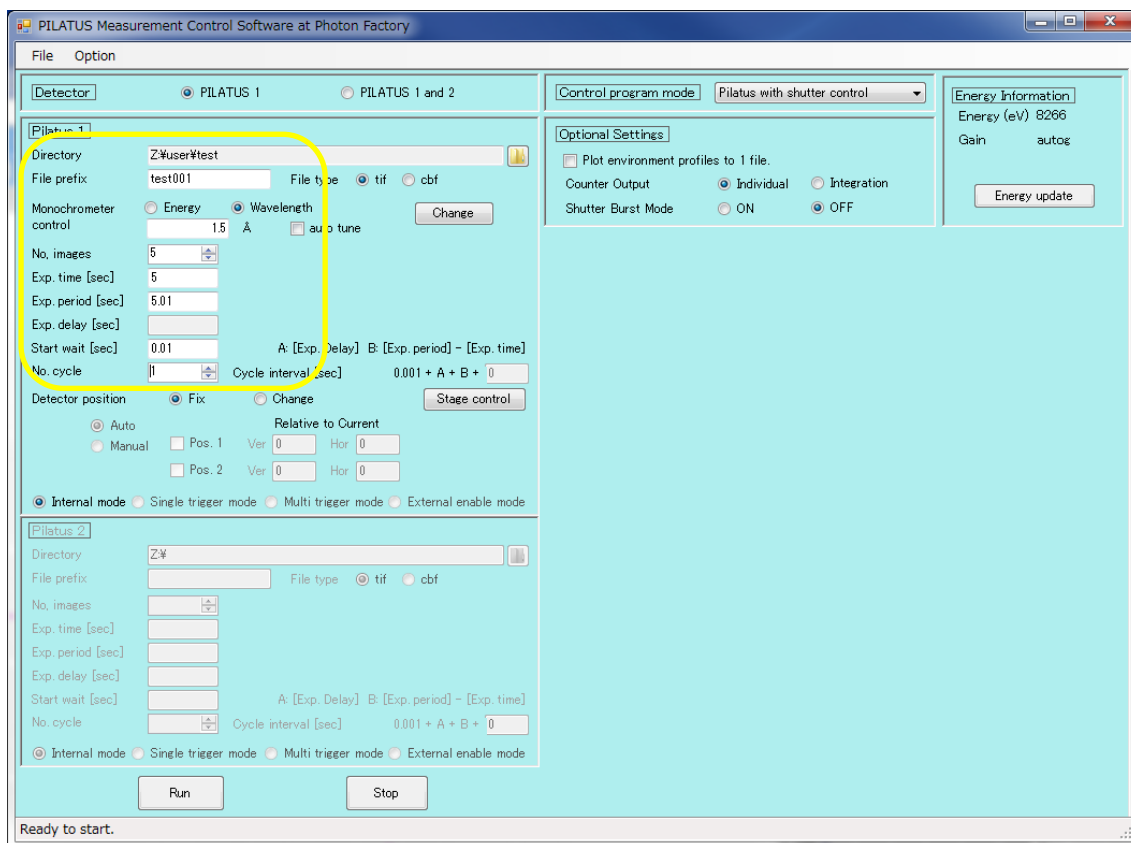 PILATUS Measurement Control Software at Photon Factory
File Option
Detector PILATUS 1 PILATUS 1 and 2
Control program mode Pilatus with shutter control
Energy Information
Energy (eV) 8266
Gain autog
Energy update
Optional Settings
Plot environment profiles to 1 file.
Counter Output Individual Integration
Shutter Burst Mode ON OFF
Pilatus 1
Directory Z:¥user¥test
File prefix test001 File type tif cbf
Monochrometer control Energy Wavelength Change
1.5 Å auto tune
No, images 5
Exp. time [sec] 5
Exp. period [sec] 5.01
Exp. delay [sec]
Start wait [sec] 0.01 A: [Exp. Delay] B: [Exp. period] - [Exp. time]
No. cycle 1 Cycle interval [sec] 0.001 + A + B + 0
Detector position Fix Change Stage control
Auto Relative to Current
Manual Pos. 1 Ver 0 Hor 0
Pos. 2 Ver 0 Hor 0
Internal mode Single trigger mode Multi trigger mode External enable mode
Pilatus 2
Directory Z:¥
File prefix File type tif cbf
No, images
Exp. time [sec]
Exp. period [sec]
Exp. delay [sec]
Start wait [sec] A: [Exp. Delay] B: [Exp. period] - [Exp. time]
No. cycle Cycle interval [sec] 0.001 + A + B + 0
Internal mode Single trigger mode Multi trigger mode External enable mode
Run Stop
Ready to start.